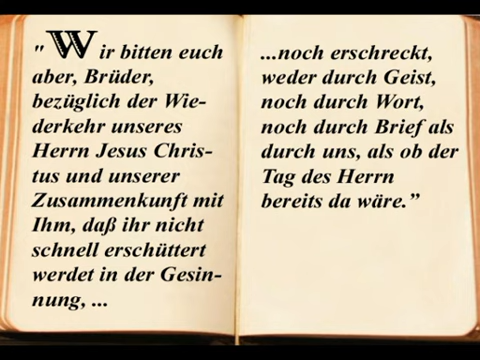 " Wir bitten euch
aber, Brüder,
bezüglich der Wie-
derkehr unseres
Herrn Jesus Chris-
tus und unserer
Zusammenkunft mit
Ihm, daß ihr nicht
schnell erschüttert
werdet in der Gesin-
nung, ...
...noch erschreckt,
weder durch Geist,
noch durch Wort,
noch durch Brief als
durch uns, als ob der
Tag des Herrn
bereits da wäre.”